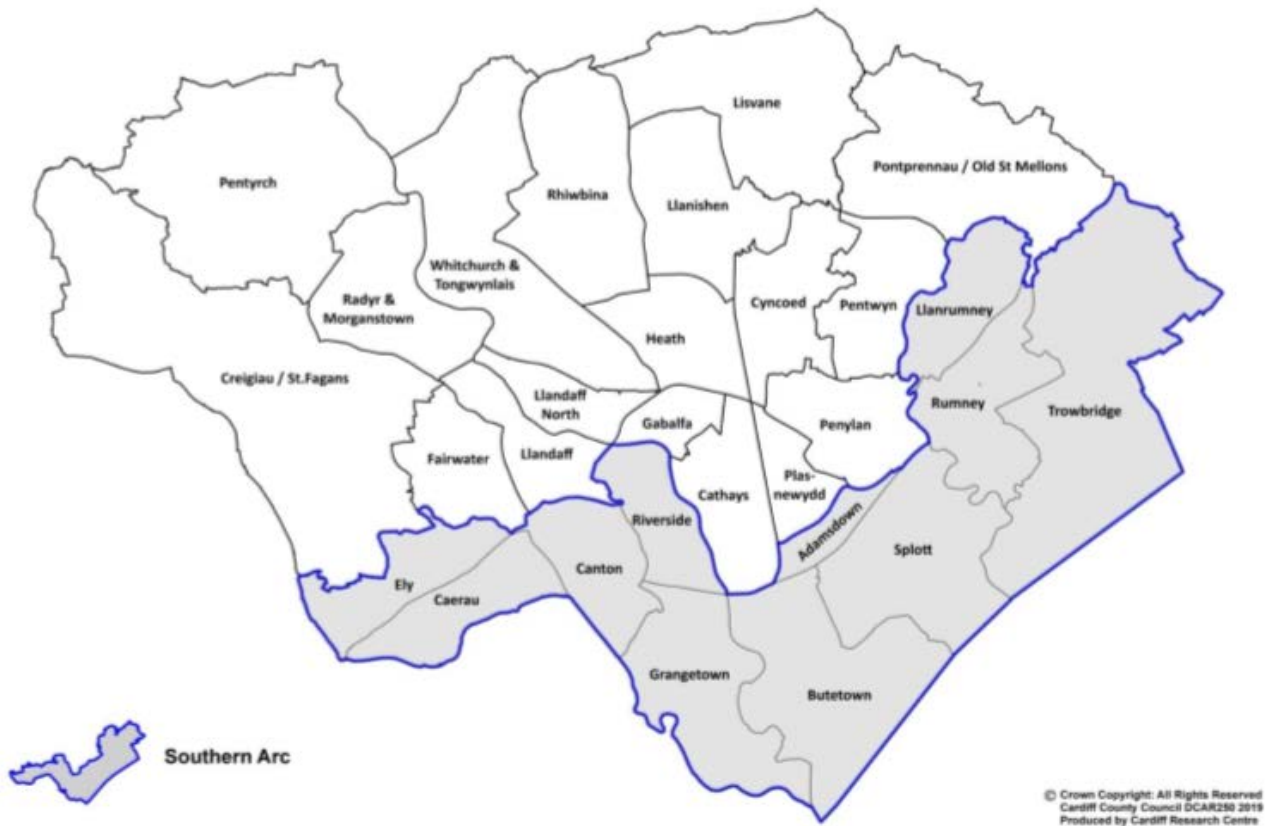 Lisvane
Pontprennau / Old St Mellons
Pentyrch
Rhiwbina
Llanishen
Whitchurch &
Tongwynlais
Radyr &
Morganstown
Cyncoed
Pentwyn
Llanrumney
Heath
Creigiau / St.Fagans
Llandaff
North
Rumney
Trowbridge
Gabalfa
Penylan
Fairwater
Llandaff
Cathays
Plas-
newydd
Riverside
Adamsdown
Splott
Ely
Canton
Caerau
Grangetown
Butetown
Southern Arc
© Crown Copyright: All Rights Reserved
Cardiff County Council DCAR250 2019
Produced by Cardiff Research Centre